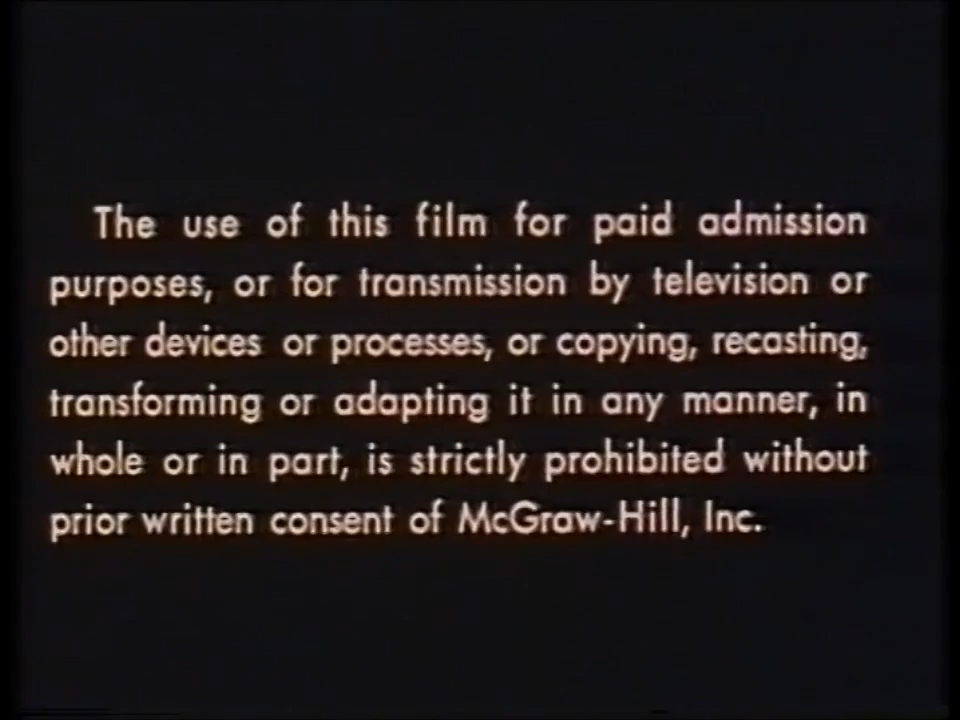 The use of this film for paid admission
purposes, or for transmission by television or
other devices or processes, or copying, recasting,
transforming or adapting it in any manner, in
whole or in part, is strictly prohibited without
prior written consent of McGraw-Hill, Inc.